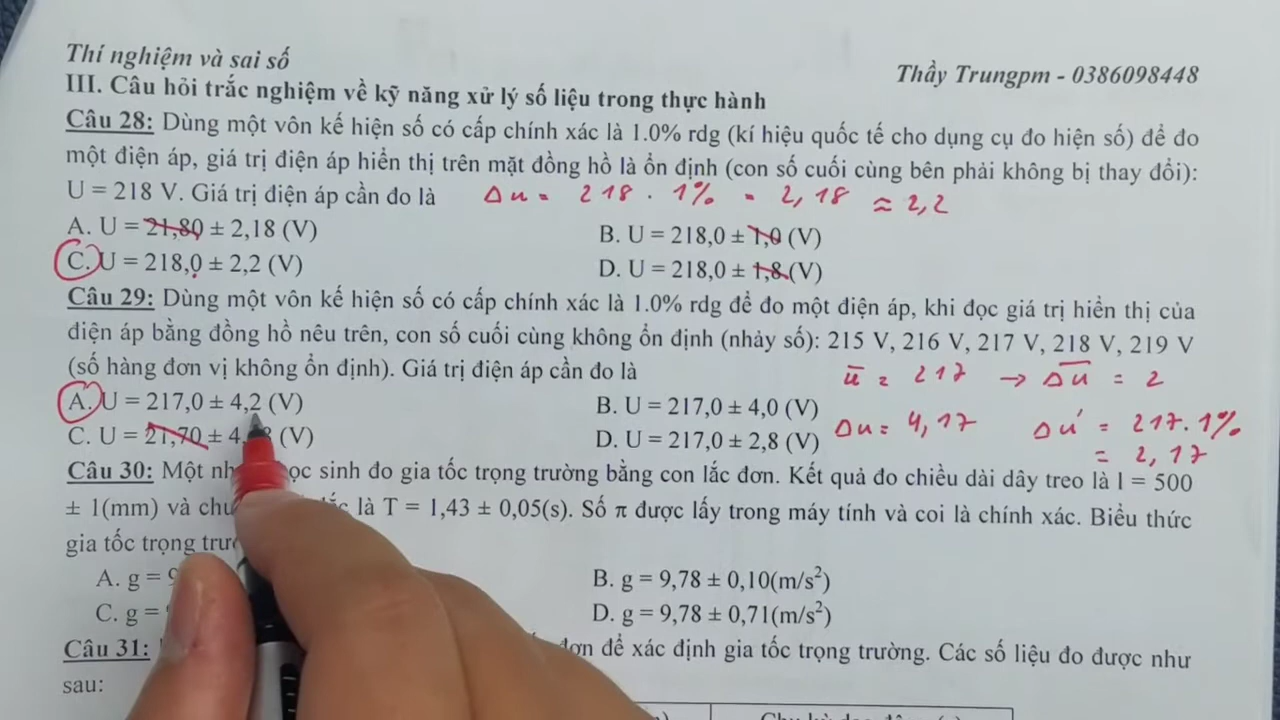 Thí nghiệm và sai số
Thầy Trungpm - 0386098448
III. Câu hỏi trắc nghiệm về kỹ năng xử lý số liệu trong thực hành
Câu 28: Dùng một vôn kế hiện số có cấp chính xác là 1.0% rdg (kí hiệu quốc tế cho dụng cụ đo hiện số) để đo
một điện áp, giá trị điện áp hiển thị trên mặt đồng hồ là ổn định (con số cuối cùng bên phải không bị thay đổi):
U = 218 V. Giá trị điện áp cần đo là Δu = 218 . 1% = 2,18 ≈ 2,2
A. U = 21,80 ± 2,18 (V) B. U = 218,0 ± 1,0 (V)
C. U = 218,0 ± 2,2 (V) D. U = 218,0 ± 1,8 (V)
Câu 29: Dùng một vôn kế hiện số có cấp chính xác là 1.0% rdg để đo một điện áp, khi đọc giá trị hiển thị của
điện áp bằng đồng hồ nêu trên, con số cuối cùng không ổn định (nhảy số): 215 V, 216 V, 217 V, 218 V, 219 V
(số hàng đơn vị không ổn định). Giá trị điện áp cần đo là u̅ = 217 → Δ̅u̅ = 2
A. U = 217,0 ± 4,2 (V) B. U = 217,0 ± 4,0 (V) Δu = 4,17 Δu' = 217.1%
C. U = 21,70 ± (V) D. U = 217,0 ± 2,8 (V) = 2,17
Câu 30: Một học sinh đo gia tốc trọng trường bằng con lắc đơn. Kết quả đo chiều dài dây treo là l = 500
± 1(mm) và là T = 1,43 ± 0,05(s). Số π được lấy trong máy tính và coi là chính xác. Biểu thức
gia tốc trọng
A. g = B. g = 9,78 ± 0,10(m/s²)
C. g = D. g = 9,78 ± 0,71(m/s²)
Câu 31: đơn để xác định gia tốc trọng trường. Các số liệu đo được như
sau: